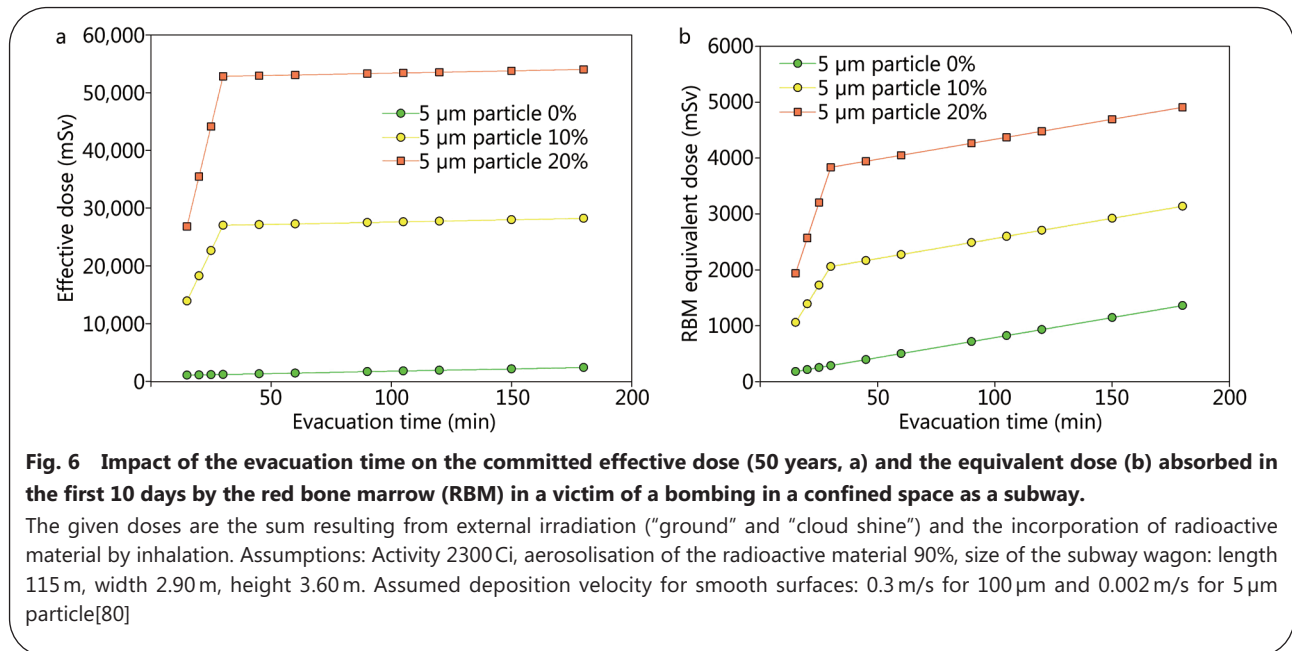 a
60,000
50,000
40,000
30,000
20,000
10,000
0
Effective dose (mSv)
5 μm particle 0%
5 μm particle 10%
5 μm particle 20%
50 100 150 200
Evacuation time (min)
b
6000
5000
4000
3000
2000
1000
0
RBM equivalent dose (mSv)
5 μm particle 0%
5 μm particle 10%
5 μm particle 20%
50 100 150 200
Evacuation time (min)
Fig. 6 Impact of the evacuation time on the committed effective dose (50 years, a) and the equivalent dose (b) absorbed in
the first 10 days by the red bone marrow (RBM) in a victim of a bombing in a confined space as a subway.
The given doses are the sum resulting from external irradiation (“ground” and “cloud shine”) and the incorporation of radioactive
material by inhalation. Assumptions: Activity 2300 Ci, aerosolisation of the radioactive material 90%, size of the subway wagon: length
115 m, width 2.90 m, height 3.60 m. Assumed deposition velocity for smooth surfaces: 0.3 m/s for 100 μm and 0.002 m/s for 5 μm
particle[80]